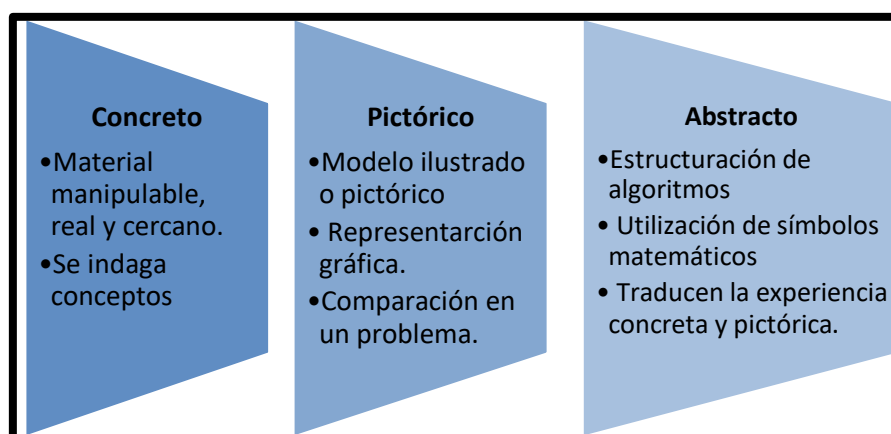 Concreto
•Material
manipulable,
real y cercano.
•Se indaga
conceptos
Pictórico
•Modelo ilustrado
o pictórico
• Representarción
gráfica.
•Comparación en
un problema.
Abstracto
•Estructuración de
algoritmos
• Utilización de símbolos
matemáticos
• Traducen la experiencia
concreta y pictórica.